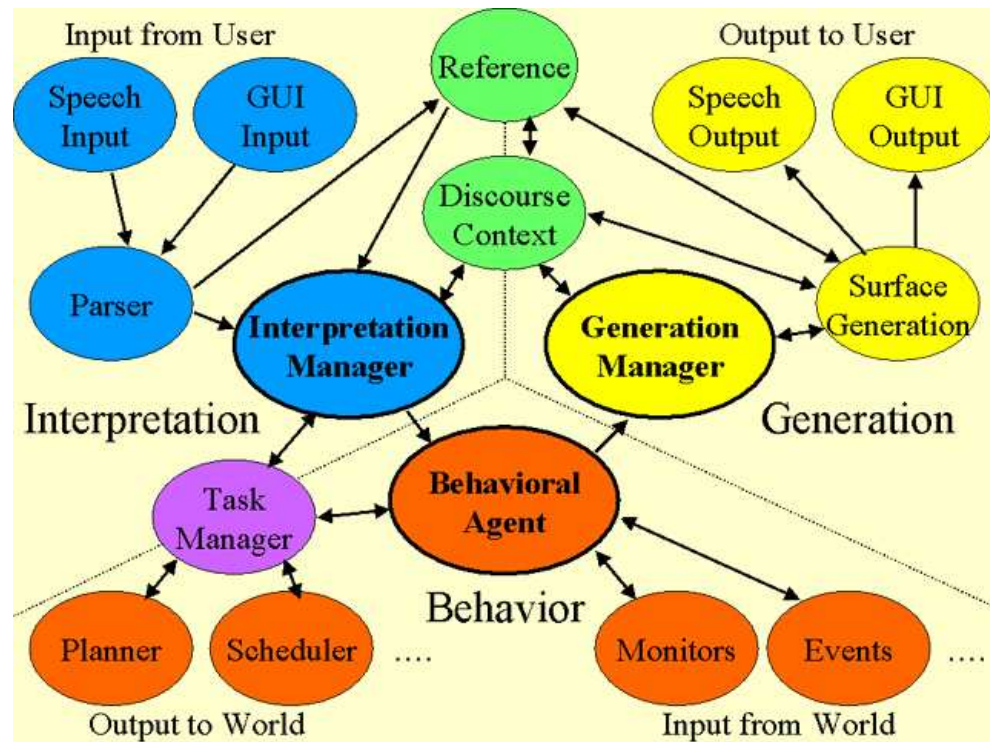 Input from User
Output to User
Reference
Speech
Input
GUI
Input
Speech
Output
GUI
Output
Discourse
Context
Parser
Surface
Generation
Interpretation
Manager
Generation
Manager
Interpretation
Generation
Task
Manager
Behavioral
Agent
Behavior
Planner
Scheduler
....
Monitors
Events
....
Output to World
Input from World